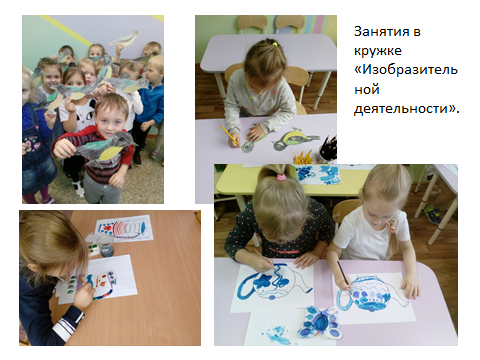 Занятия в
кружке
«Изобразитель
ной
деятельности».